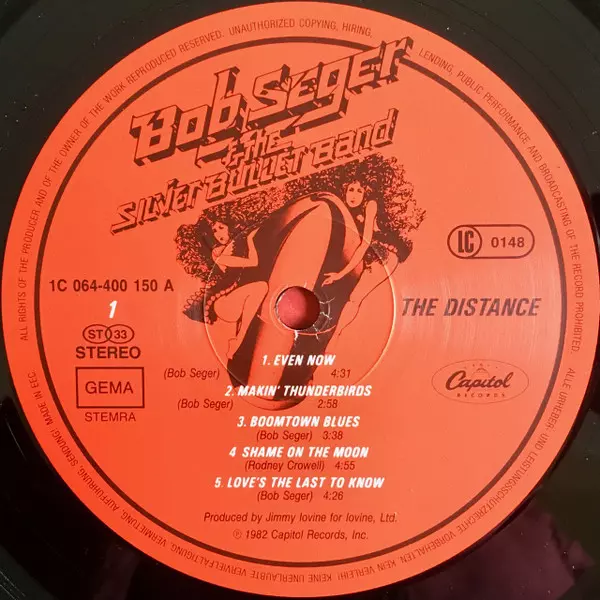 ALL RIGHTS OF THE PRODUCER AND OF THE OWNER OF THE WORK REPRODUCED RESERVED. UNAUTHORIZED COPYING, HIRING, LENDING, PUBLIC PERFORMANCE AND BROADCASTING OF THE RECORD PROHIBITED.
Bob Seger
& The
Silver Bullet Band
LC 0148
1C 064-400 150 A
1
THE DISTANCE
ST 33
STEREO
GEMA
STEMRA
Capitol
RECORDS
1. EVEN NOW
(Bob Seger) 4:31
2. MAKIN' THUNDERBIRDS
(Bob Seger) 2:58
3. BOOMTOWN BLUES
(Bob Seger) 3:38
4 SHAME ON THE MOON
(Rodney Crowell) 4:55
5. LOVE'S THE LAST TO KNOW
(Bob Seger) 4:26
Produced by Jimmy Iovine for Iovine, Ltd.
℗ 1982 Capitol Records, Inc.
ALLE URHEBER- UND LEISTUNGSSCHUTZRECHTE VORBEHALTEN. KEIN VERLEIH! KEINE UNERLAUBTE VERVIELFÄLTIGUNG, VERMIETUNG, AUFFÜHRUNG, SENDUNG! MADE IN EEC